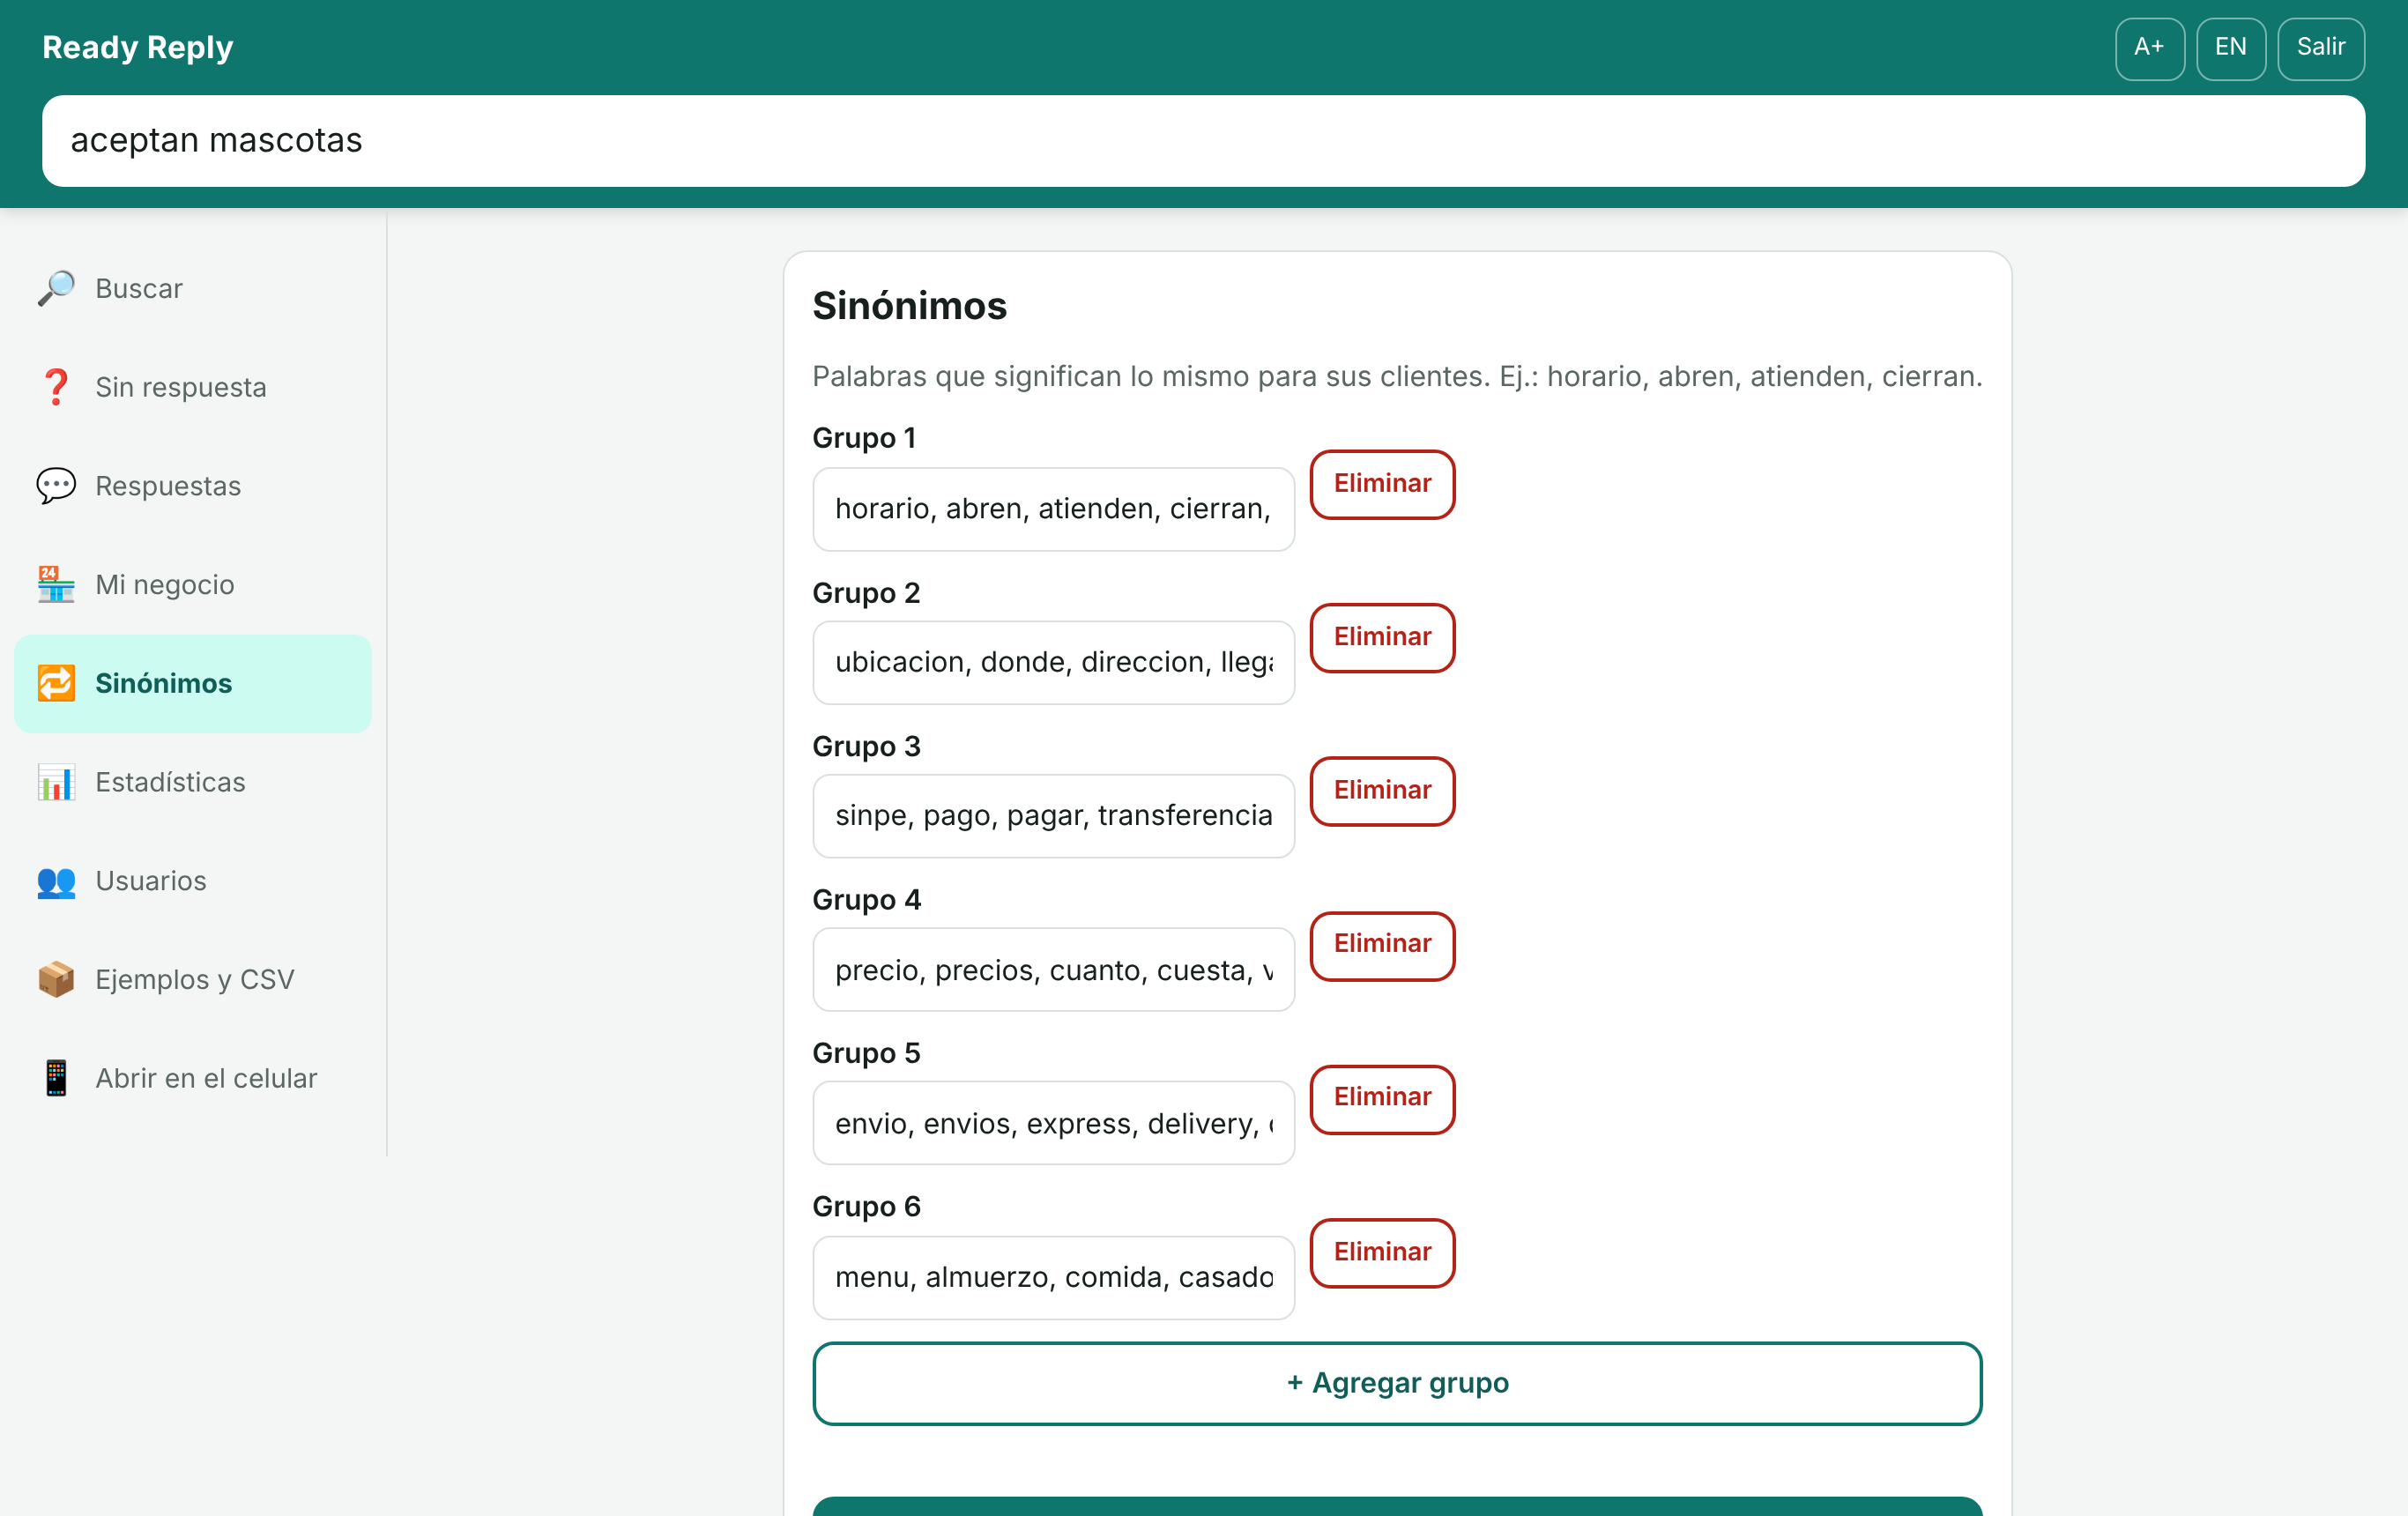 Ready Reply
A+
EN
Salir
aceptan mascotas
Buscar
Sin respuesta
Respuestas
Mi negocio
Sinónimos
Estadísticas
Usuarios
Ejemplos y CSV
Abrir en el celular
Sinónimos
Palabras que significan lo mismo para sus clientes. Ej.: horario, abren, atienden, cierran.
Grupo 1
horario, abren, atienden, cierran,
Eliminar
Grupo 2
ubicacion, donde, direccion,
Eliminar
Grupo 3
sinpe, pago, pagar, transferencia
Eliminar
Grupo 4
precio, precios, cuanto, cuesta,
Eliminar
Grupo 5
envio, envios, express, delivery,
Eliminar
Grupo 6
menu, almuerzo, comida, casado
Eliminar
+ Agregar grupo